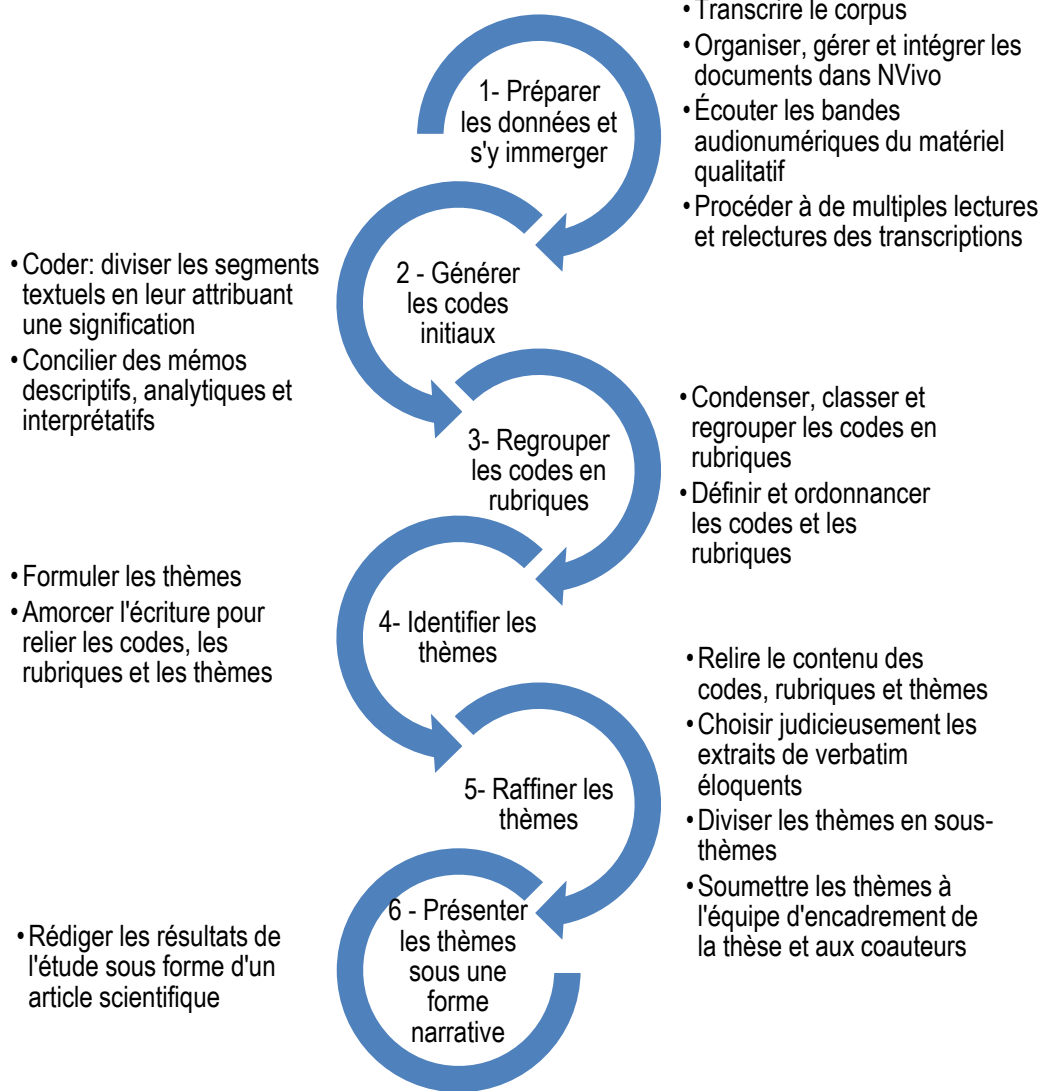 • Transcrire le corpus
• Organiser, gérer et intégrer les
documents dans NVivo
• Écouter les bandes
audionumériques du matériel
qualitatif
• Procéder à de multiples lectures
et relectures des transcriptions
1- Préparer
les données et
s'y immerger
• Coder: diviser les segments
textuels en leur attribuant
une signification
• Concilier des mémos
descriptifs, analytiques et
interprétatifs
2 - Générer
les codes
initiaux
3- Regrouper
les codes en
rubriques
• Condenser, classer et
regrouper les codes en
rubriques
• Définir et ordonnancer
les codes et les
rubriques
• Formuler les thèmes
• Amorcer l'écriture pour
relier les codes, les
rubriques et les thèmes
4- Identifier les
thèmes
5- Raffiner les
thèmes
• Relire le contenu des
codes, rubriques et thèmes
• Choisir judicieusement les
extraits de verbatim
éloquents
• Diviser les thèmes en sous-
thèmes
• Soumettre les thèmes à
l'équipe d'encadrement de
la thèse et aux coauteurs
• Rédiger les résultats de
l'étude sous forme d'un
article scientifique
6 - Présenter
les thèmes
sous une
forme
narrative